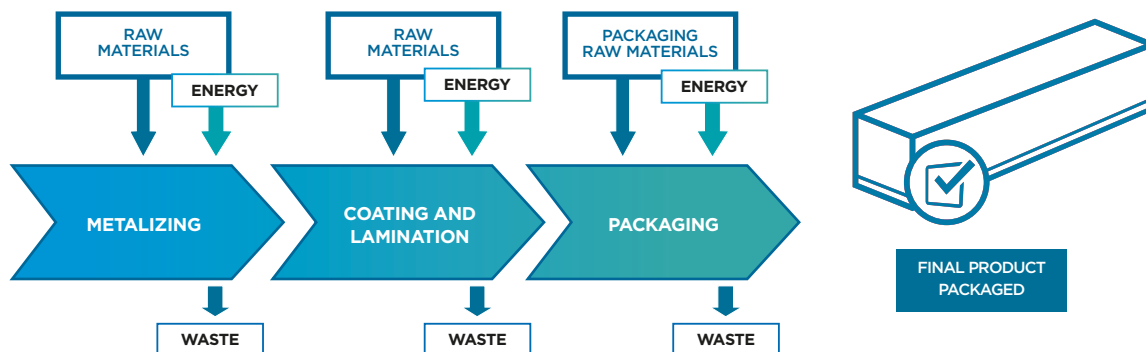 RAW
MATERIALS
ENERGY
RAW
MATERIALS
ENERGY
PACKAGING
RAW MATERIALS
ENERGY
METALIZING
COATING AND
LAMINATION
PACKAGING
WASTE
WASTE
WASTE
FINAL PRODUCT
PACKAGED